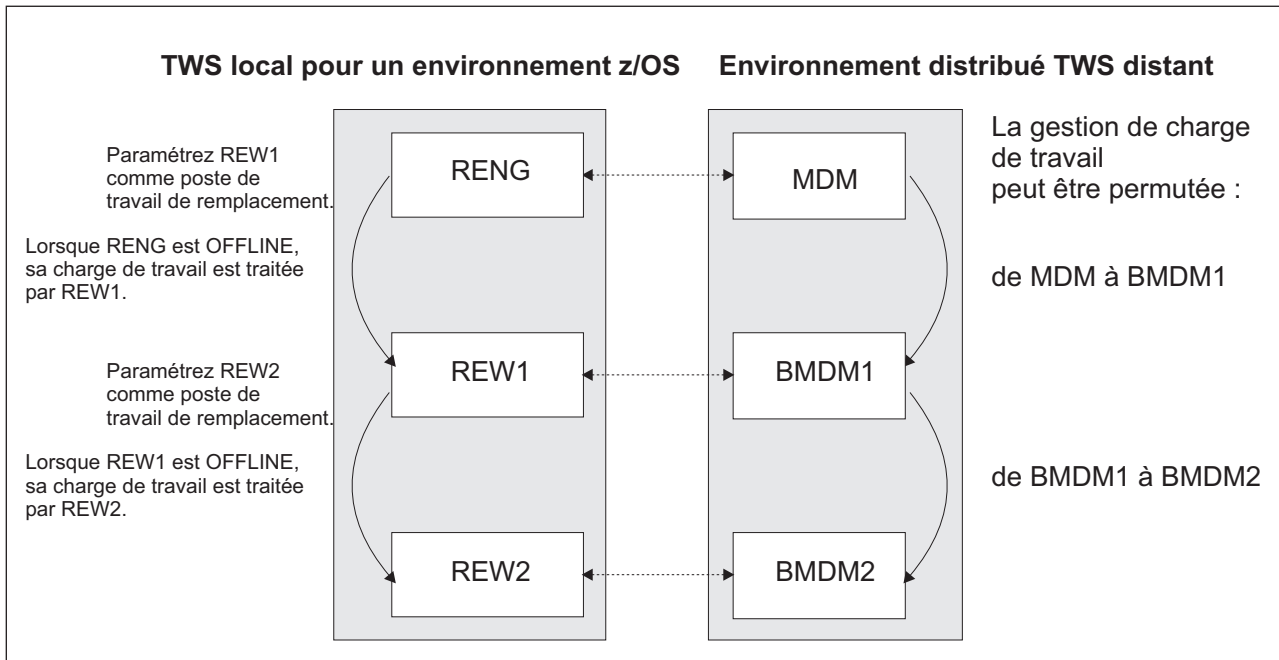 TWS local pour un environnement z/OS
Environnement distribué TWS distant
Paramétrez REW1
comme poste de
travail de remplacement.
Lorsque RENG est OFFLINE,
sa charge de travail est traitée
par REW1.
Paramétrez REW2
comme poste de
travail de remplacement.
Lorsque REW1 est OFFLINE,
sa charge de travail est traitée
par REW2.
RENG
REW1
REW2
MDM
BMDM1
BMDM2
La gestion de charge
de travail
peut être permutée :
de MDM à BMDM1
de BMDM1 à BMDM2